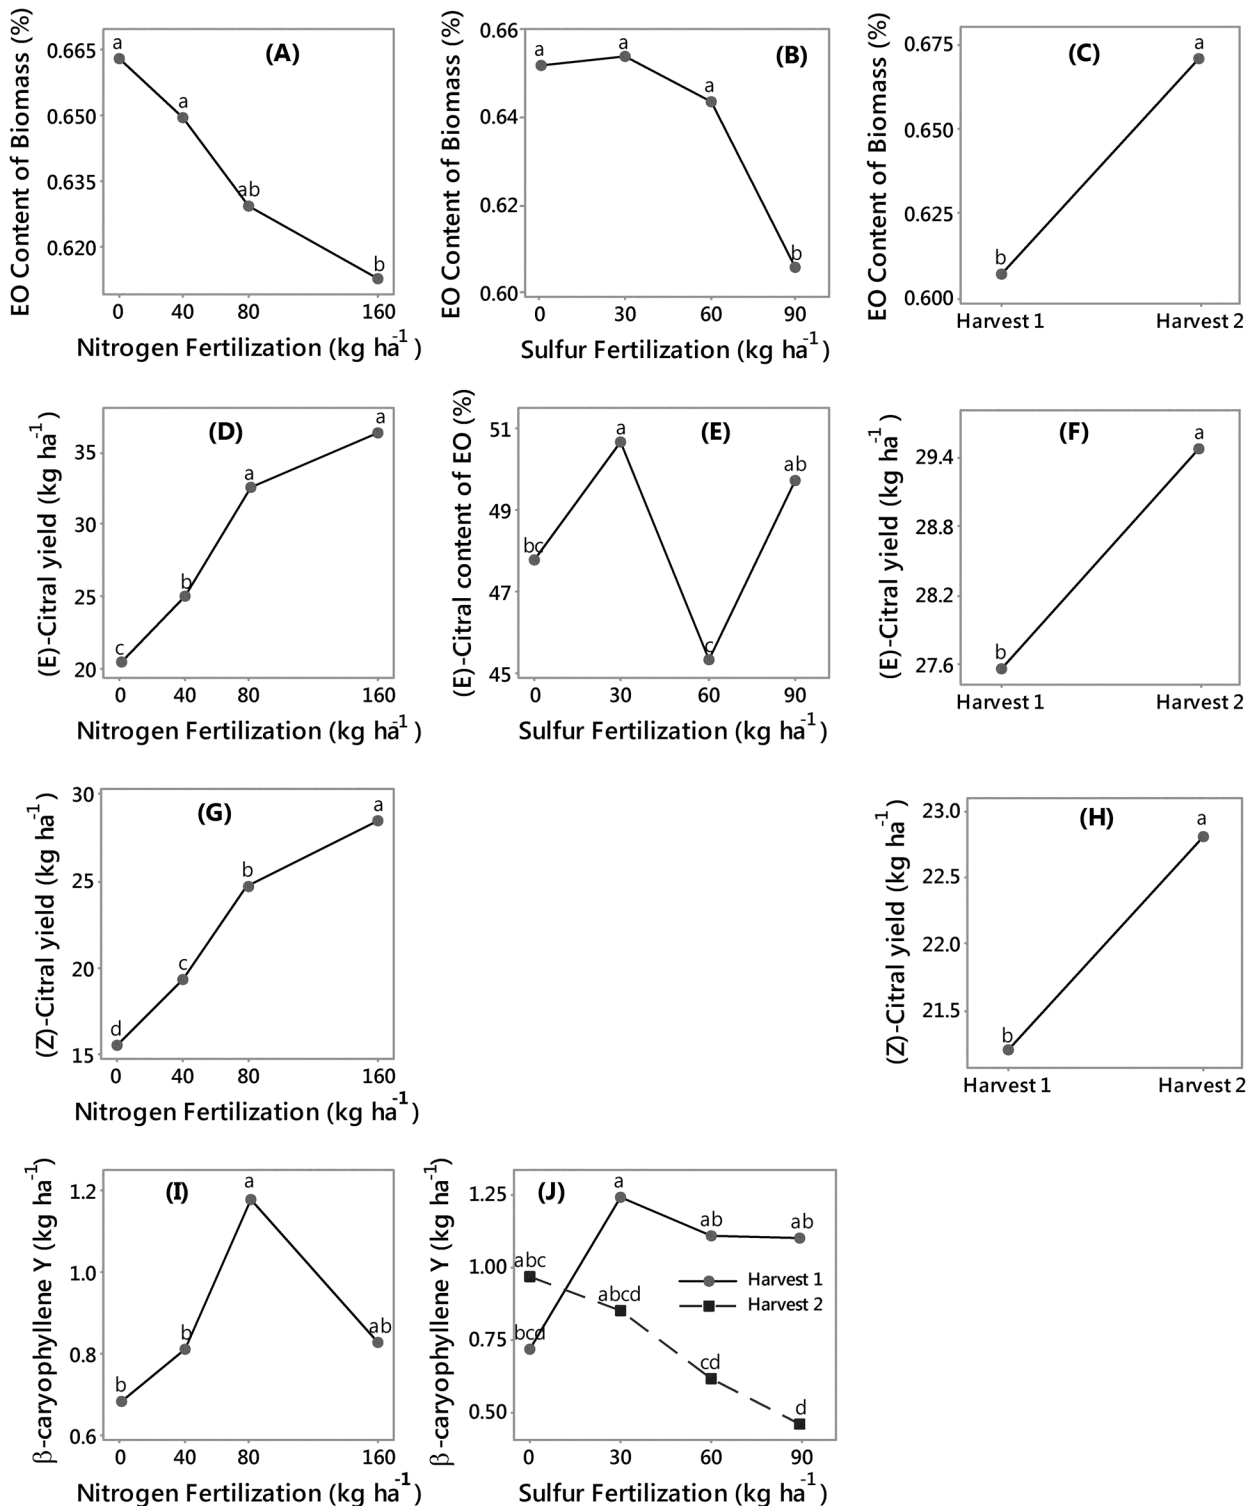 EO Content of Biomass (%)
(A)
0.665
0.650
0.635
0.620
a
a
ab
b
0 40 80 160
Nitrogen Fertilization (kg ha-1)
EO Content of Biomass (%)
(B)
0.66
0.64
0.62
0.60
a
a
a
b
0 30 60 90
Sulfur Fertilization (kg ha-1)
EO Content of Biomass (%)
(C)
0.675
0.650
0.625
0.600
b
a
Harvest 1 Harvest 2
(E)-Citral yield (kg ha-1)
(D)
35
30
25
20
c
b
a
a
0 40 80 160
Nitrogen Fertilization (kg ha-1)
(E)-Citral content of EO (%)
(E)
51
49
47
45
bc
a
c
ab
0 30 60 90
Sulfur Fertilization (kg ha-1)
(E)-Citral yield (kg ha-1)
(F)
29.4
28.8
28.2
27.6
b
a
Harvest 1 Harvest 2
(Z)-Citral yield (kg ha-1)
(G)
30
25
20
15
d
c
b
a
0 40 80 160
Nitrogen Fertilization (kg ha-1)
(Z)-Citral yield (kg ha-1)
(H)
23.0
22.5
22.0
21.5
b
a
Harvest 1 Harvest 2
β-caryophyllene Y (kg ha-1)
(I)
1.2
1.0
0.8
0.6
b
b
a
ab
0 40 80 160
Nitrogen Fertilization (kg ha-1)
β-caryophyllene Y (kg ha-1)
(J)
1.25
1.00
0.75
0.50
bcd
a
ab
ab
abc
abcd
cd
d
Harvest 1
Harvest 2
0 30 60 90
Sulfur Fertilization (kg ha-1)